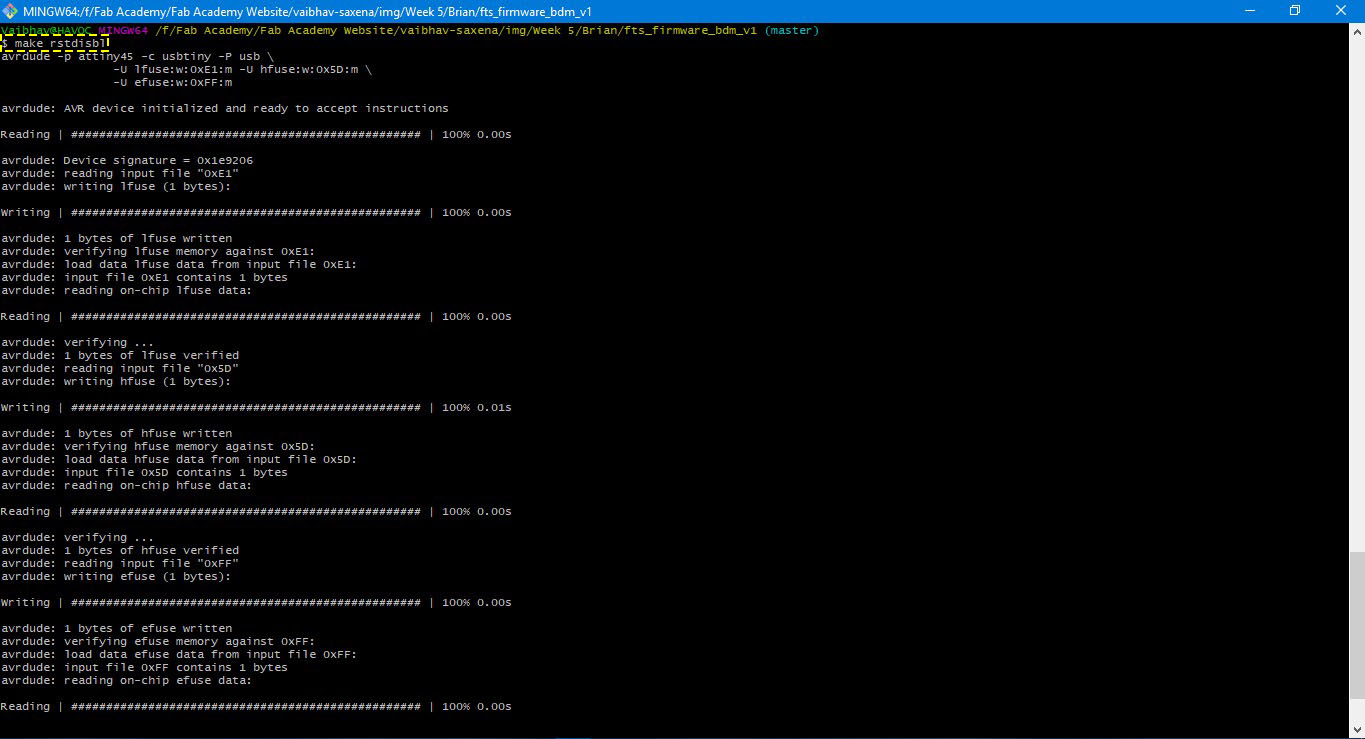 MINGW64:/f/Fab Academy/Fab Academy Website/vaibhav-saxena/img/Week 5/Brian/fts_firmware_bdm_v1
Vaibhav@HAVOC MINGW64 /f/Fab Academy/Fab Academy Website/vaibhav-saxena/img/Week 5/Brian/fts_firmware_bdm_v1 (master)
$ make rstdisbl
avrdude -p attiny45 -c usbtiny -P usb \
-U lfuse:w:0xE1:m -U hfuse:w:0x5D:m \
-U efuse:w:0xFF:m
avrdude: AVR device initialized and ready to accept instructions
Reading | ################################################## | 100% 0.00s
avrdude: Device signature = 0x1e9206
avrdude: reading input file "0xE1"
avrdude: writing lfuse (1 bytes):
Writing | ################################################## | 100% 0.00s
avrdude: 1 bytes of lfuse written
avrdude: verifying lfuse memory against 0xE1:
avrdude: load data lfuse data from input file 0xE1:
avrdude: input file 0xE1 contains 1 bytes
avrdude: reading on-chip lfuse data:
Reading | ################################################## | 100% 0.00s
avrdude: verifying ...
avrdude: 1 bytes of lfuse verified
avrdude: reading input file "0x5D"
avrdude: writing hfuse (1 bytes):
Writing | ################################################## | 100% 0.01s
avrdude: 1 bytes of hfuse written
avrdude: verifying hfuse memory against 0x5D:
avrdude: load data hfuse data from input file 0x5D:
avrdude: input file 0x5D contains 1 bytes
avrdude: reading on-chip hfuse data:
Reading | ################################################## | 100% 0.00s
avrdude: verifying ...
avrdude: 1 bytes of hfuse verified
avrdude: reading input file "0xFF"
avrdude: writing efuse (1 bytes):
Writing | ################################################## | 100% 0.00s
avrdude: 1 bytes of efuse written
avrdude: verifying efuse memory against 0xFF:
avrdude: load data efuse data from input file 0xFF:
avrdude: input file 0xFF contains 1 bytes
avrdude: reading on-chip efuse data:
Reading | ################################################## | 100% 0.00s